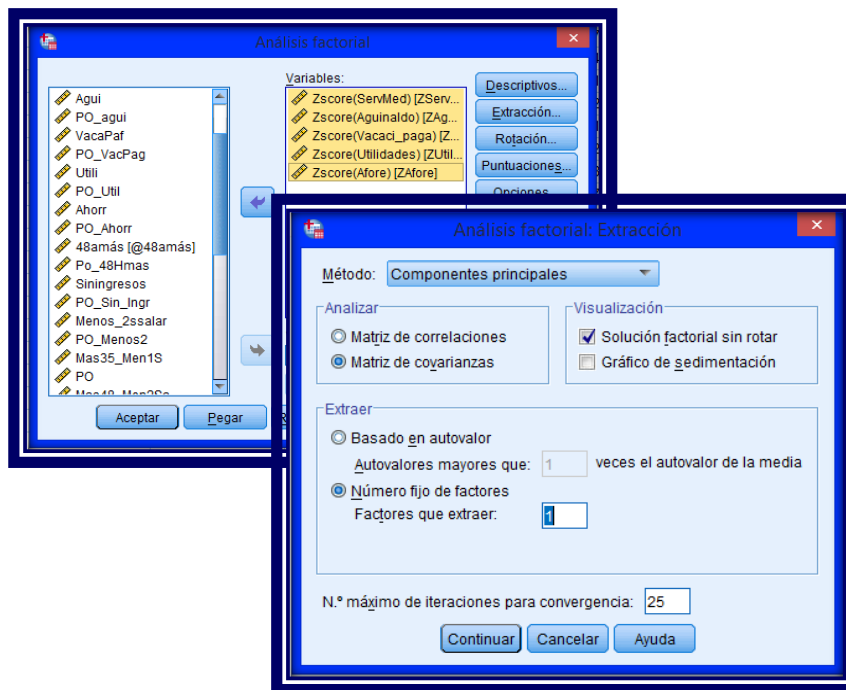 Análisis factorial
Agui
PO_agui
VacaPaf
PO_VacPag
Utili
PO_Util
Ahorr
PO_Ahorr
48amás [@48amás]
Po_48Hmas
Siningresos
PO_Sin_Ingr
Menos_2ssalar
PO_Menos2
Mas35_Men1S
PO
Variables:
Zscore(ServMed) [ZServ...
Zscore(Aguinaldo) [ZAg...
Zscore(Vacaci_paga) [Z...
Zscore(Utilidades) [ZUtil...
Zscore(Afore) [ZAfore]
Descriptivos...
Extracción...
Rotación...
Puntuaciones...
Opciones
Aceptar
Pegar
Análisis factorial: Extracción
Método: Componentes principales
Analizar
Matriz de correlaciones
Matriz de covarianzas
Visualización
Solución factorial sin rotar
Gráfico de sedimentación
Extraer
Basado en autovalor
Autovalores mayores que: 1 veces el autovalor de la media
Número fijo de factores
Factores que extraer: 1
N.º máximo de iteraciones para convergencia: 25
Continuar Cancelar Ayuda